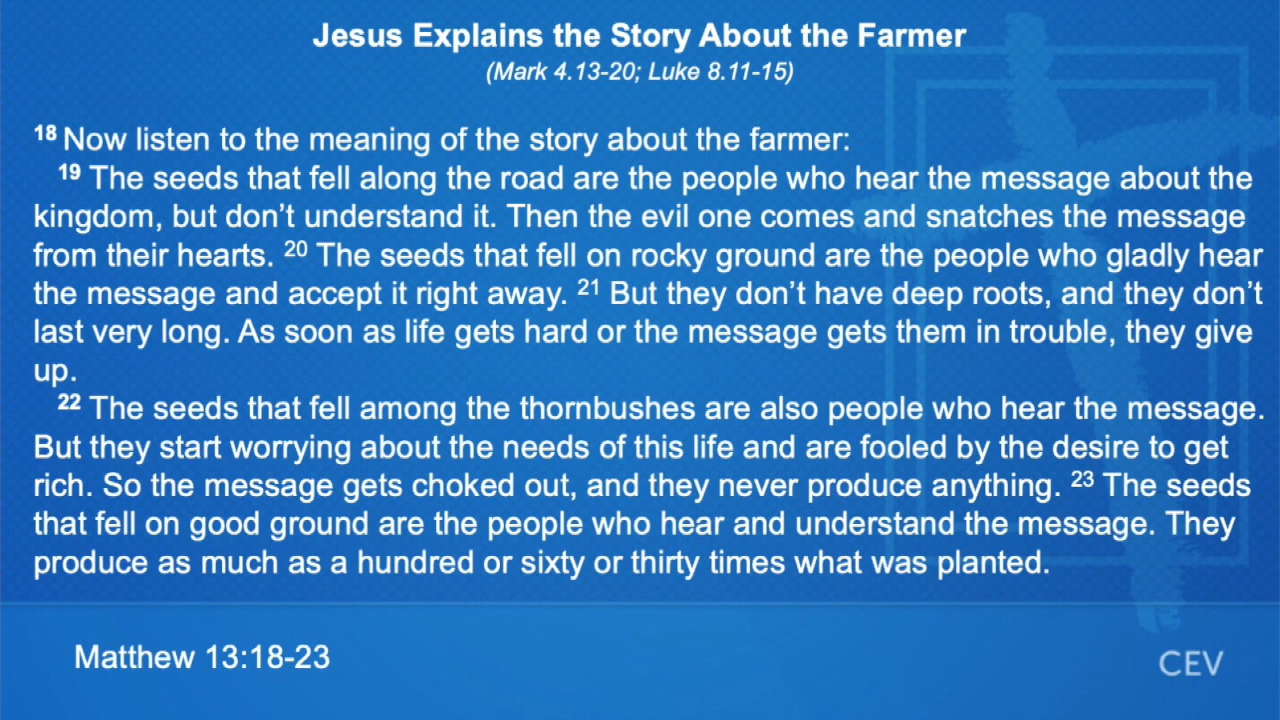 Jesus Explains the Story About the Farmer
(Mark 4.13-20; Luke 8.11-15)
18 Now listen to the meaning of the story about the farmer:
19 The seeds that fell along the road are the people who hear the message about the
kingdom, but don’t understand it. Then the evil one comes and snatches the message
from their hearts. 20 The seeds that fell on rocky ground are the people who gladly hear
the message and accept it right away. 21 But they don’t have deep roots, and they don’t
last very long. As soon as life gets hard or the message gets them in trouble, they give
up.
22 The seeds that fell among the thornbushes are also people who hear the message.
But they start worrying about the needs of this life and are fooled by the desire to get
rich. So the message gets choked out, and they never produce anything. 23 The seeds
that fell on good ground are the people who hear and understand the message. They
produce as much as a hundred or sixty or thirty times what was planted.
Matthew 13:18-23
CEV